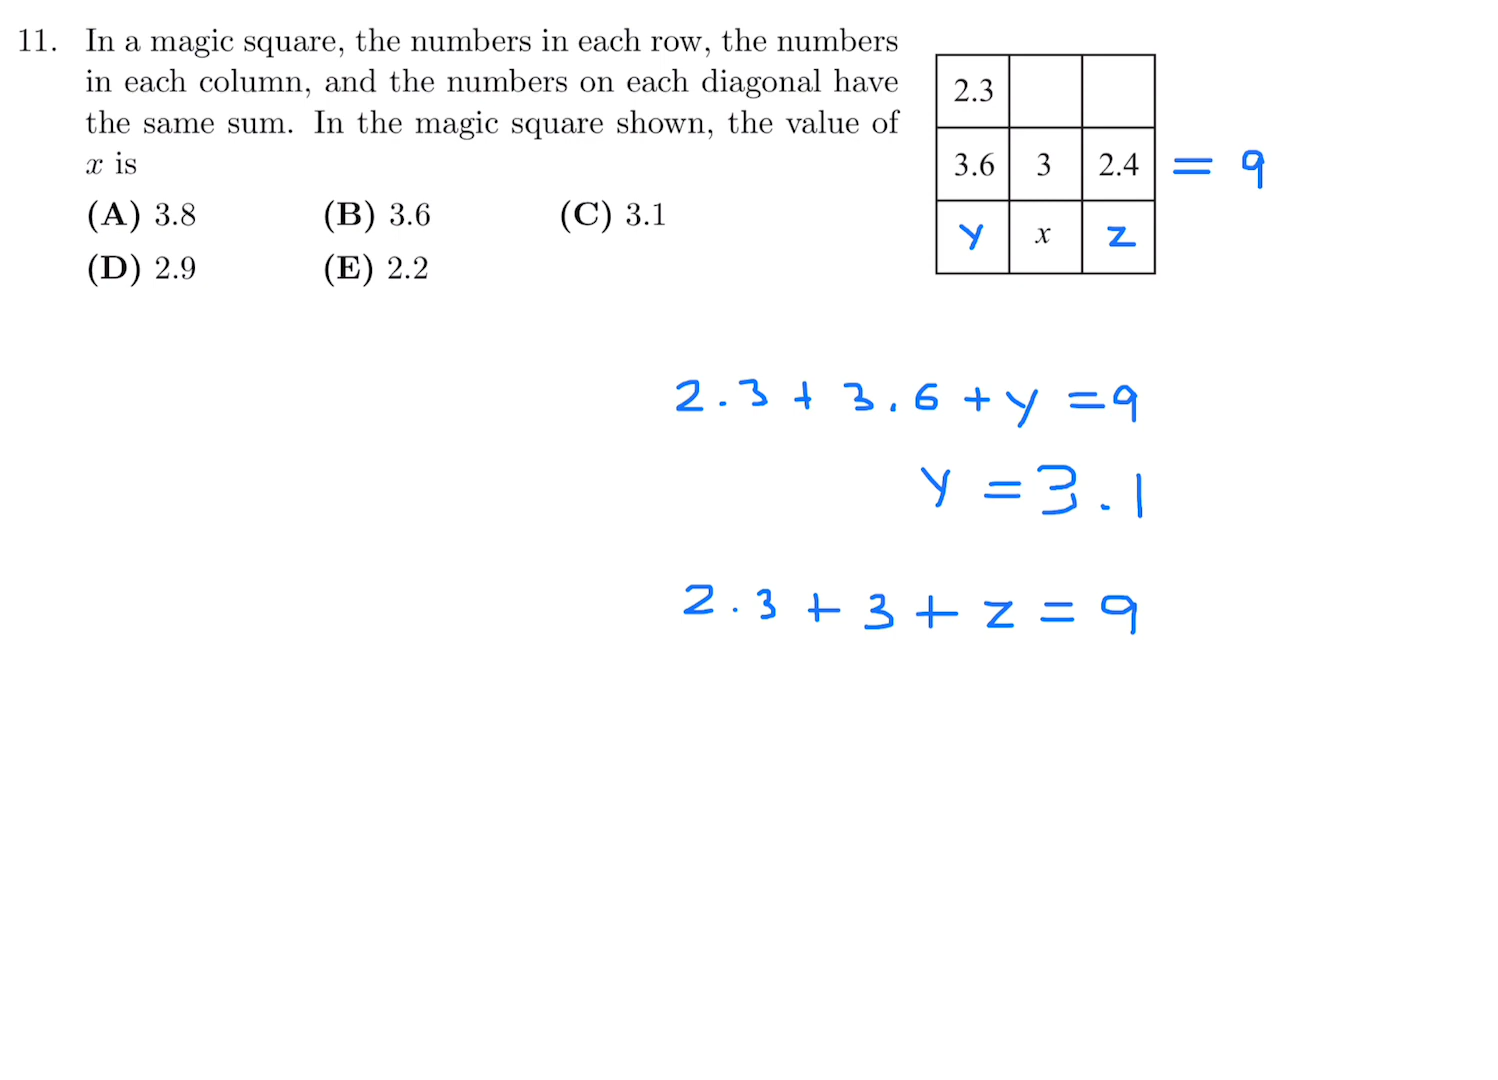 11. In a magic square, the numbers in each row, the numbers
in each column, and the numbers on each diagonal have
the same sum. In the magic square shown, the value of
x is
(A) 3.8 (B) 3.6 (C) 3.1
(D) 2.9 (E) 2.2
2.3
3.6 3 2.4 = 9
y x z
2.3 + 3.6 + y = 9
y = 3.1
2.3 + 3 + z = 9